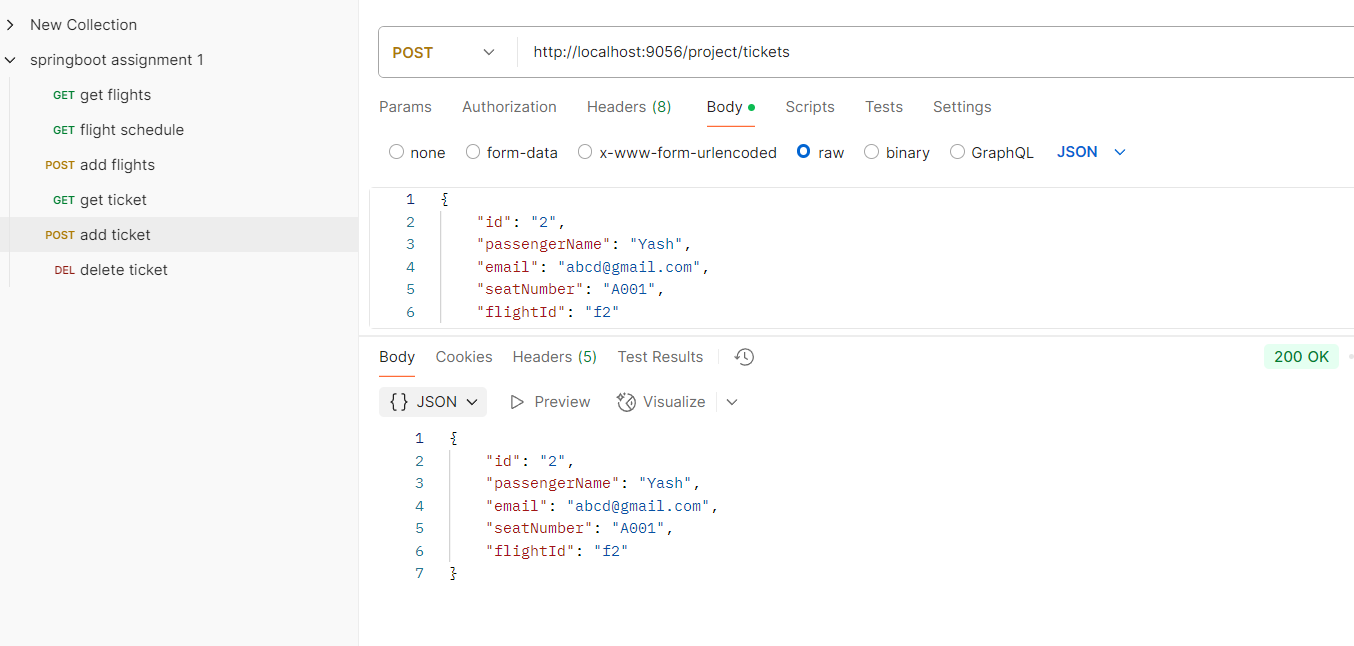 New Collection
springboot assignment 1
GET get flights
GET flight schedule
POST add flights
GET get ticket
POST add ticket
DEL delete ticket
POST http://localhost:9056/project/tickets
Params Authorization Headers (8) Body Scripts Tests Settings
none form-data x-www-form-urlencoded raw binary GraphQL JSON
1 {
2 "id": "2",
3 "passengerName": "Yash",
4 "email": "abcd@gmail.com",
5 "seatNumber": "A001",
6 "flightId": "f2"
Body Cookies Headers (5) Test Results 200 OK
{} JSON Preview Visualize
1 {
2 "id": "2",
3 "passengerName": "Yash",
4 "email": "abcd@gmail.com",
5 "seatNumber": "A001",
6 "flightId": "f2"
7 }